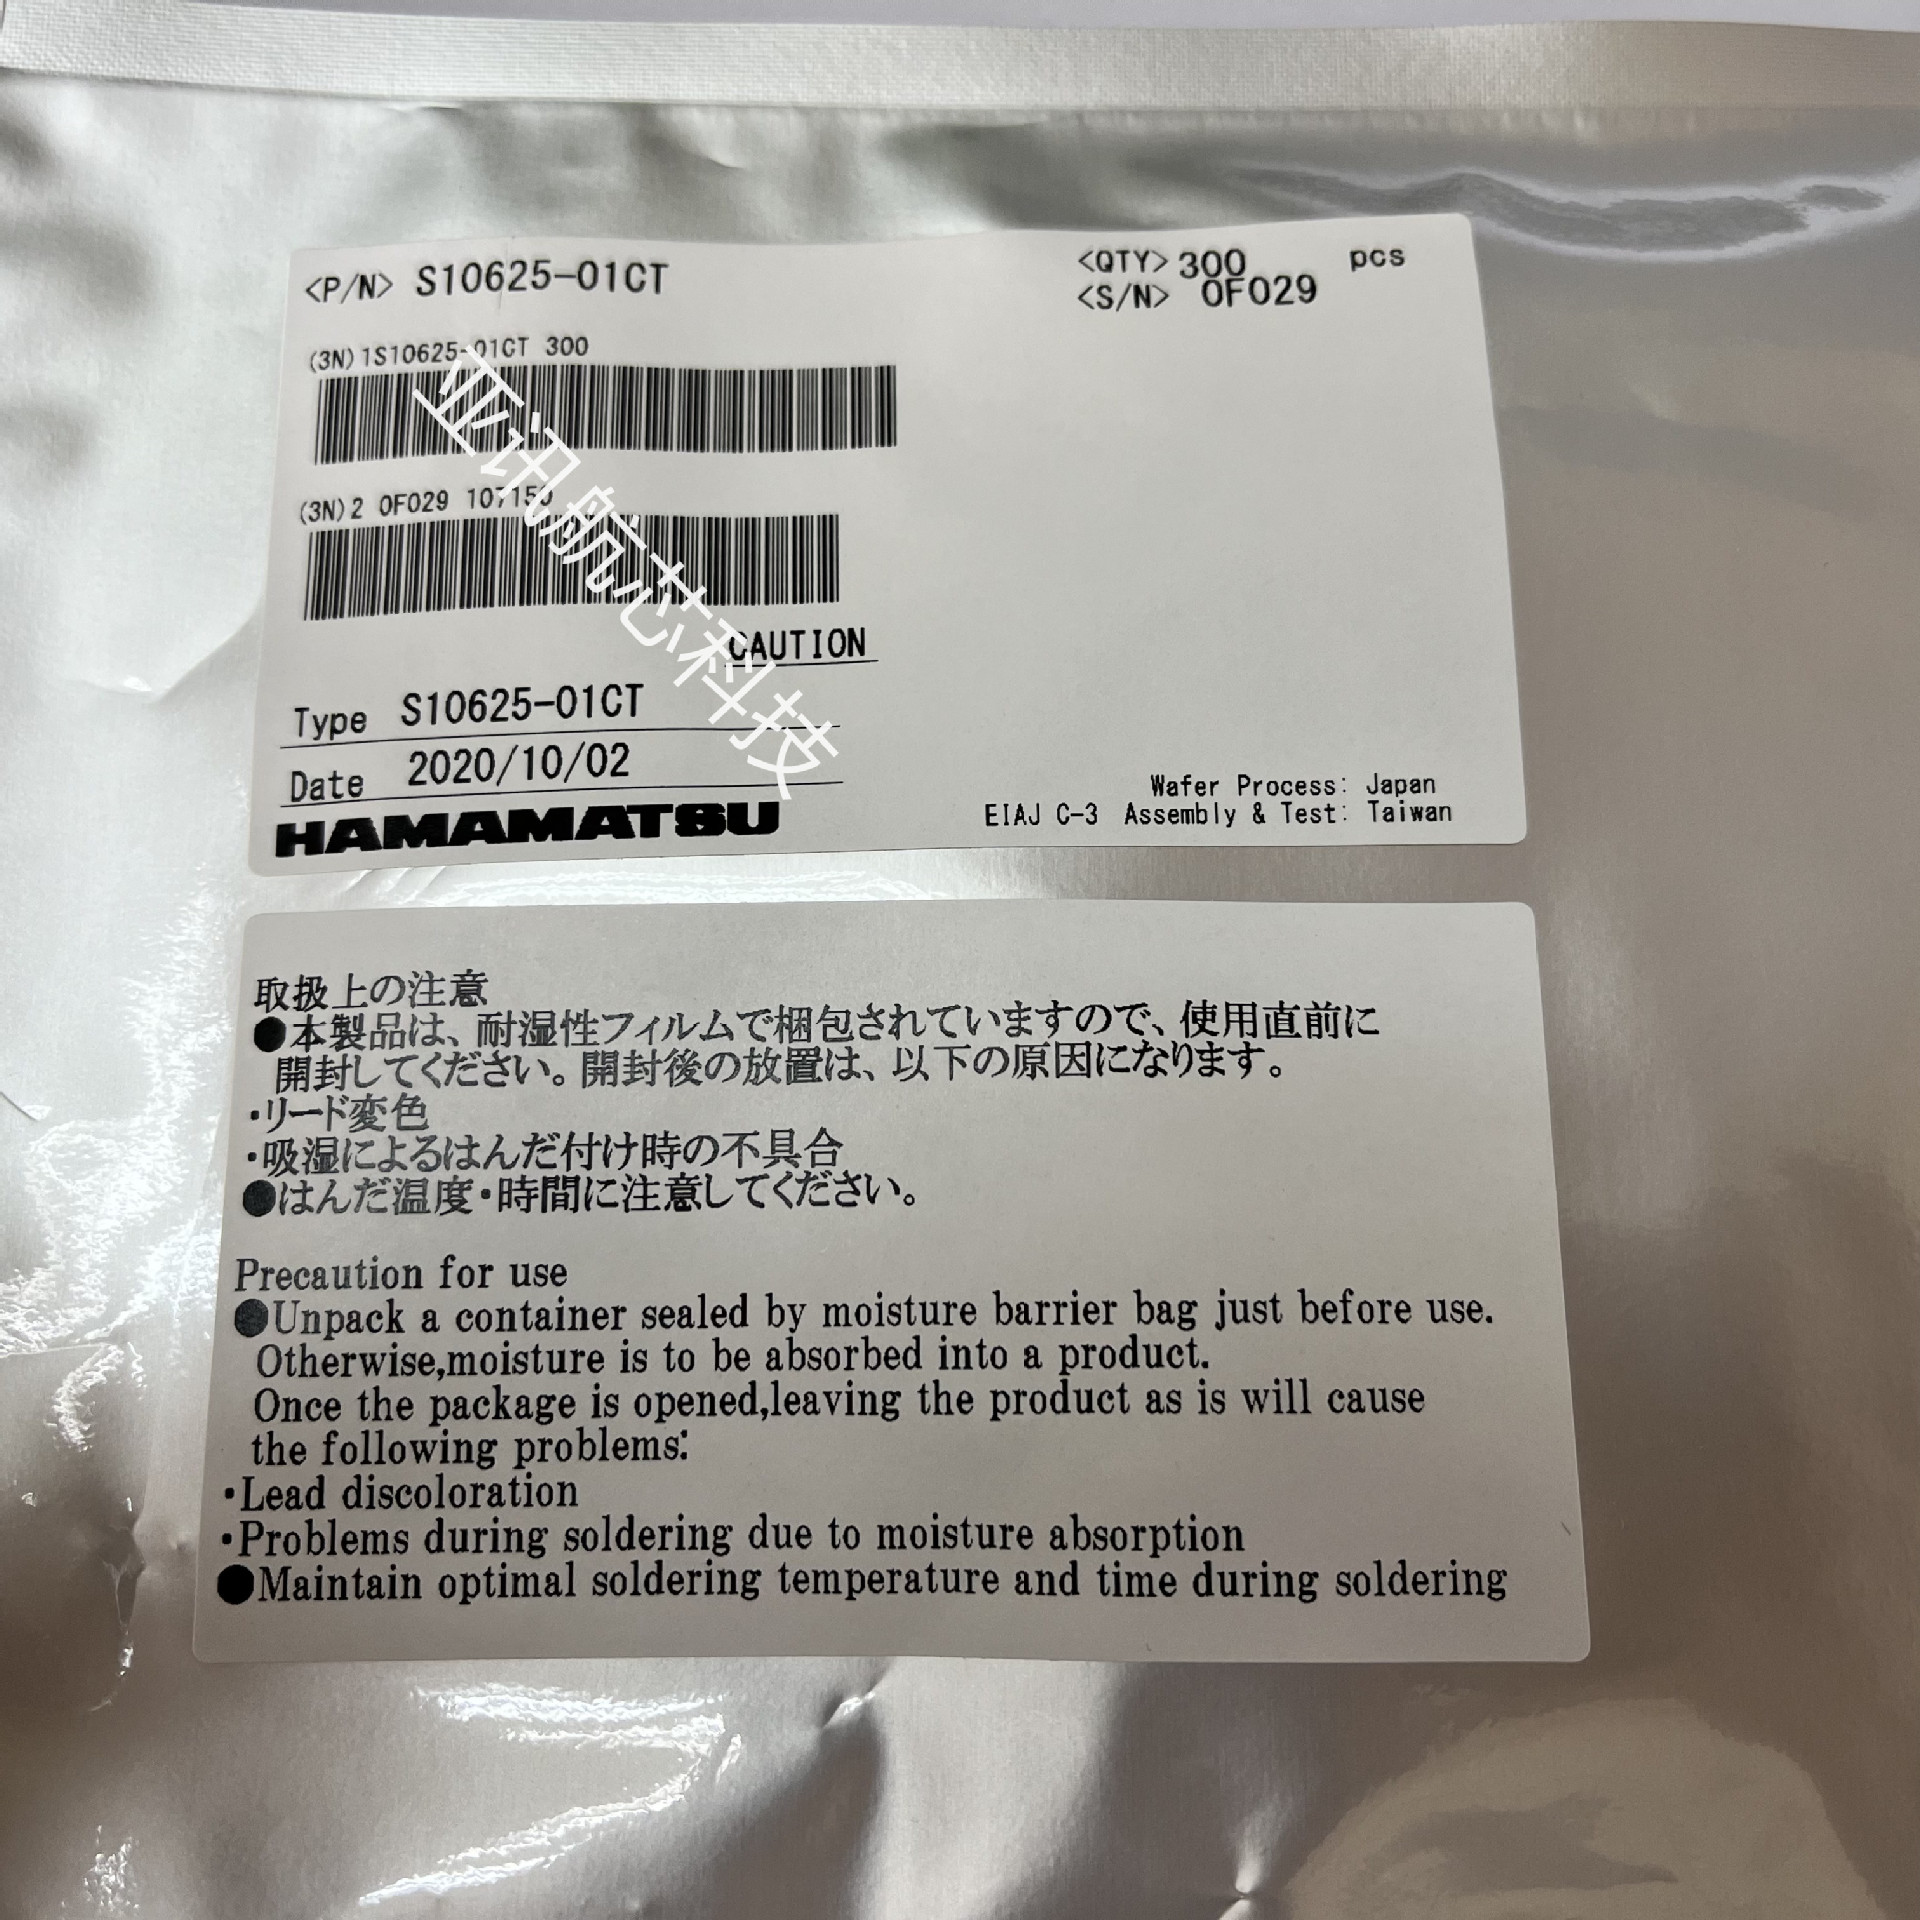 <P/N> S10625-01CT
<QTY> 300 pcs
<S/N> 0F029
(3N)1S10625-01CT 300
(3N)2 0F029 107150
亚讯航芯科技
CAUTION
Type S10625-01CT
Date 2020/10/02
HAMAMATSU
Wafer Process: Japan
EIAJ C-3 Assembly & Test: Taiwan
取扱上の注意
●本製品は、耐湿性フィルムで梱包されていますので、使用直前に
開封してください。開封後の放置は、以下の原因になります。
・リード変色
・吸湿によるはんだ付け時の不具合
●はんだ温度・時間に注意してください。
Precaution for use
●Unpack a container sealed by moisture barrier bag just before use.
Otherwise,moisture is to be absorbed into a product.
Once the package is opened,leaving the product as is will cause
the following problems:
・Lead discoloration
・Problems during soldering due to moisture absorption
●Maintain optimal soldering temperature and time during soldering